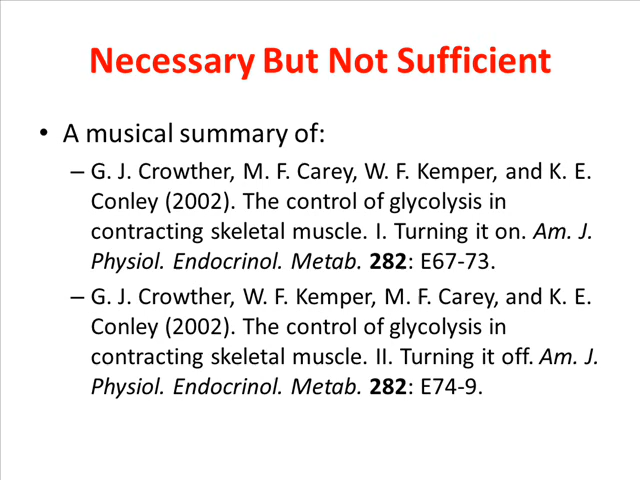 Necessary But Not Sufficient
• A musical summary of:
– G. J. Crowther, M. F. Carey, W. F. Kemper, and K. E.
Conley (2002). The control of glycolysis in
contracting skeletal muscle. I. Turning it on. Am. J.
Physiol. Endocrinol. Metab. 282: E67-73.
– G. J. Crowther, W. F. Kemper, M. F. Carey, and K. E.
Conley (2002). The control of glycolysis in
contracting skeletal muscle. II. Turning it off. Am. J.
Physiol. Endocrinol. Metab. 282: E74-9.